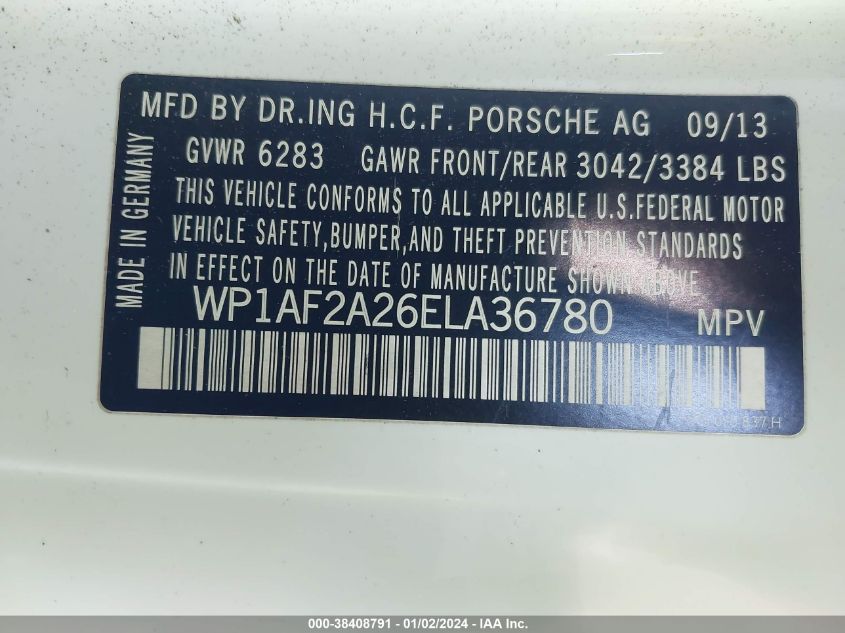 MFD BY DR.ING H.C.F. PORSCHE AG 09/13
GVWR 6283 GAWR FRONT/REAR 3042/3384 LBS
THIS VEHICLE CONFORMS TO ALL APPLICABLE U.S.FEDERAL MOTOR
VEHICLE SAFETY,BUMPER,AND THEFT PREVENTION STANDARDS
IN EFFECT ON THE DATE OF MANUFACTURE SHOWN ABOVE
MADE IN GERMANY
WP1AF2A26ELA36780 MPV
000-38408791 - 01/02/2024 - IAA Inc.